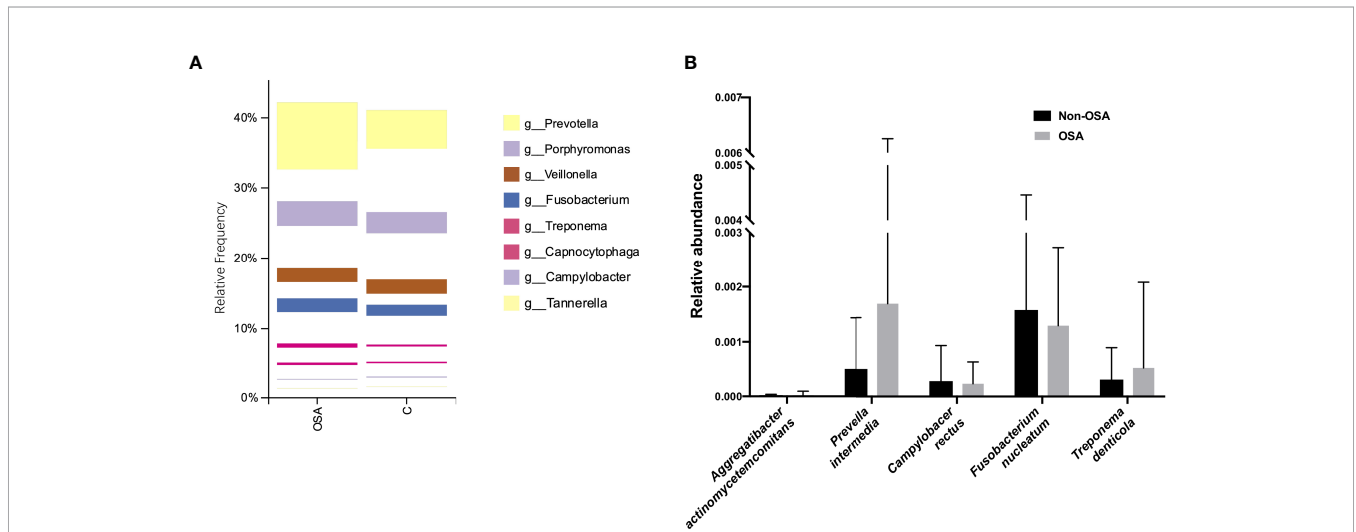 A
Relative Frequency
40%
30%
20%
10%
0%
OSA
C
g__Prevotella
g__Porphyromonas
g__Veillonella
g__Fusobacterium
g__Treponema
g__Capnocytophaga
g__Campylobacter
g__Tannerella
B
Relative abundance
0.007
0.006
0.005
0.004
0.003
0.002
0.001
0.000
Non-OSA
OSA
Aggregatibacter
actinomycetemcomitans
Prevella
intermedia
Campylobacer
rectus
Fusobacterium
nucleatum
Treponema
denticola